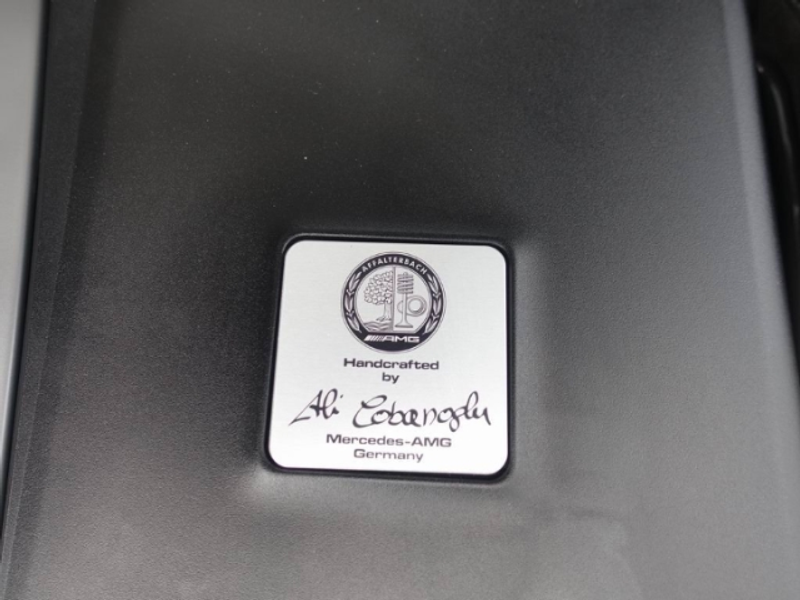 AFFALTERBACH
AMG
Handcrafted
by
Ali Cobanoglu
Mercedes-AMG
Germany